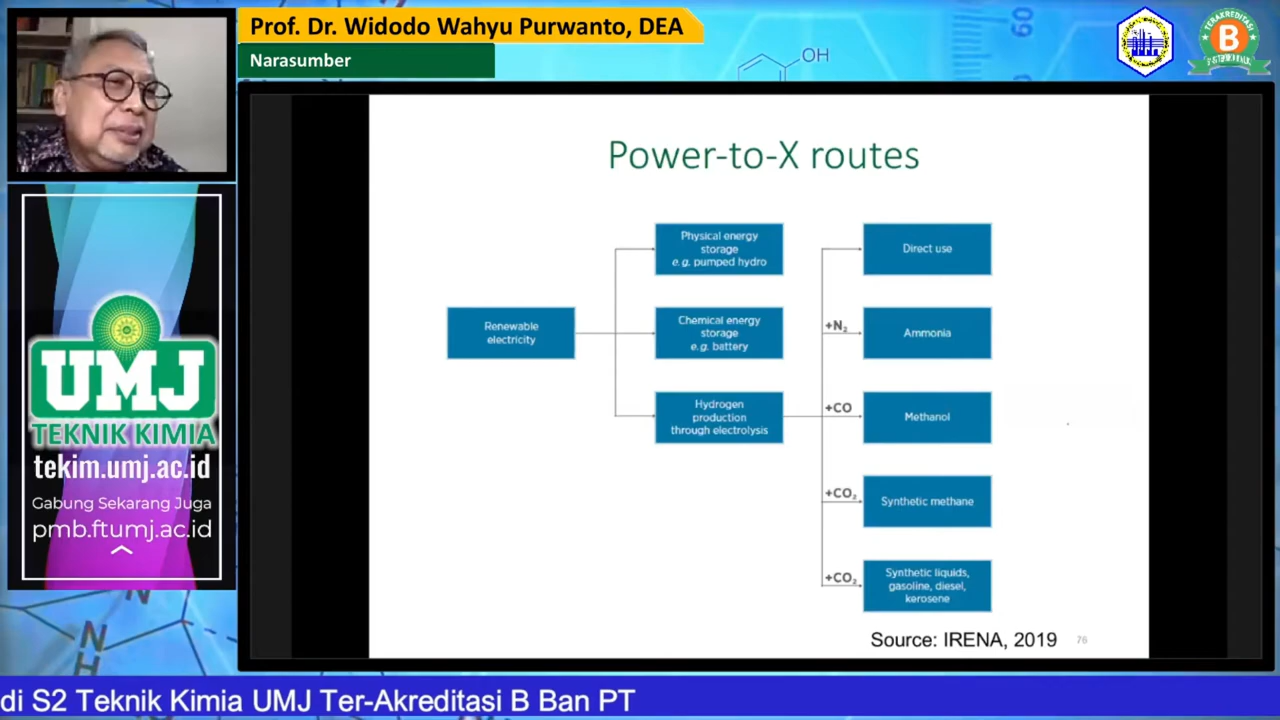 Prof. Dr. Widodo Wahyu Purwanto, DEA
Narasumber
OH
60
TERAKREDITASI
B
UMJ
TEKNIK KIMIA
tekim.umj.ac.id
Gabung Sekarang Juga
pmb.ftumj.ac.id
N
H
N
Power-to-X routes
Renewable
electricity
Physical energy
storage
e.g. pumped hydro
Chemical energy
storage
e.g. battery
Hydrogen
production
through electrolysis
Direct use
+N₂
Ammonia
+CO
Methanol
+CO₂
Synthetic methane
+CO₂
Synthetic liquids,
gasoline, diesel,
kerosene
Source: IRENA, 2019
76
di S2 Teknik Kimia UMJ Ter-Akreditasi B Ban PT